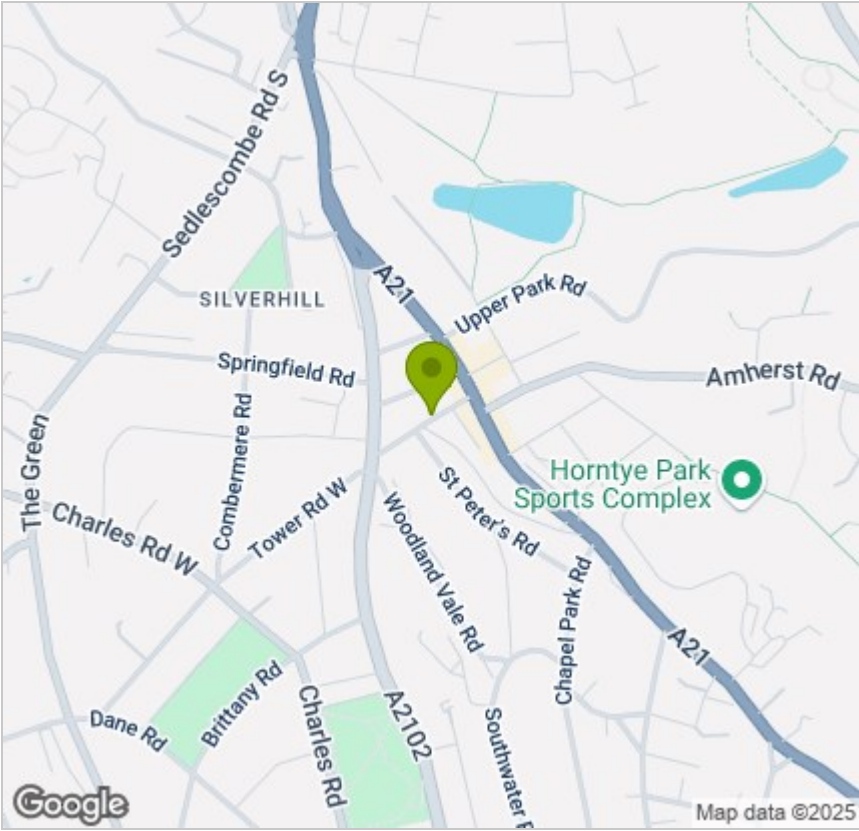 Sedlescombe Rd S
A21
Upper Park Rd
SILVERHILL
Springfield Rd
Amherst Rd
The Green
Combermere Rd
Horntye Park
Sports Complex
Tower Rd W
St Peter's Rd
Charles Rd W
Woodland Vale Rd
Chapel Park Rd
A21
Brittany Rd
Dane Rd
Charles Rd
A2102
Southwater R
Google
Map data ©2025